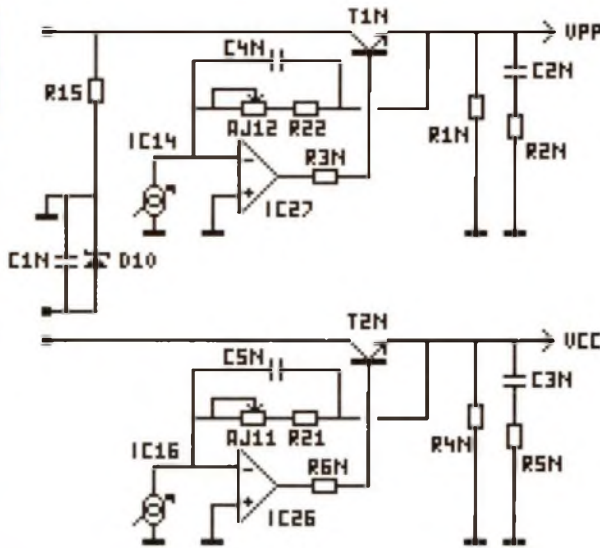 T1N
VPP
C4N
C2N
R15
AJ12 R22
IC14
R3N
R1N
R2N
-
+
IC27
C1N
D10
T2N
VCC
C5N
C3N
AJ11 R21
IC16
R6N
R4N
R5N
-
+
IC26